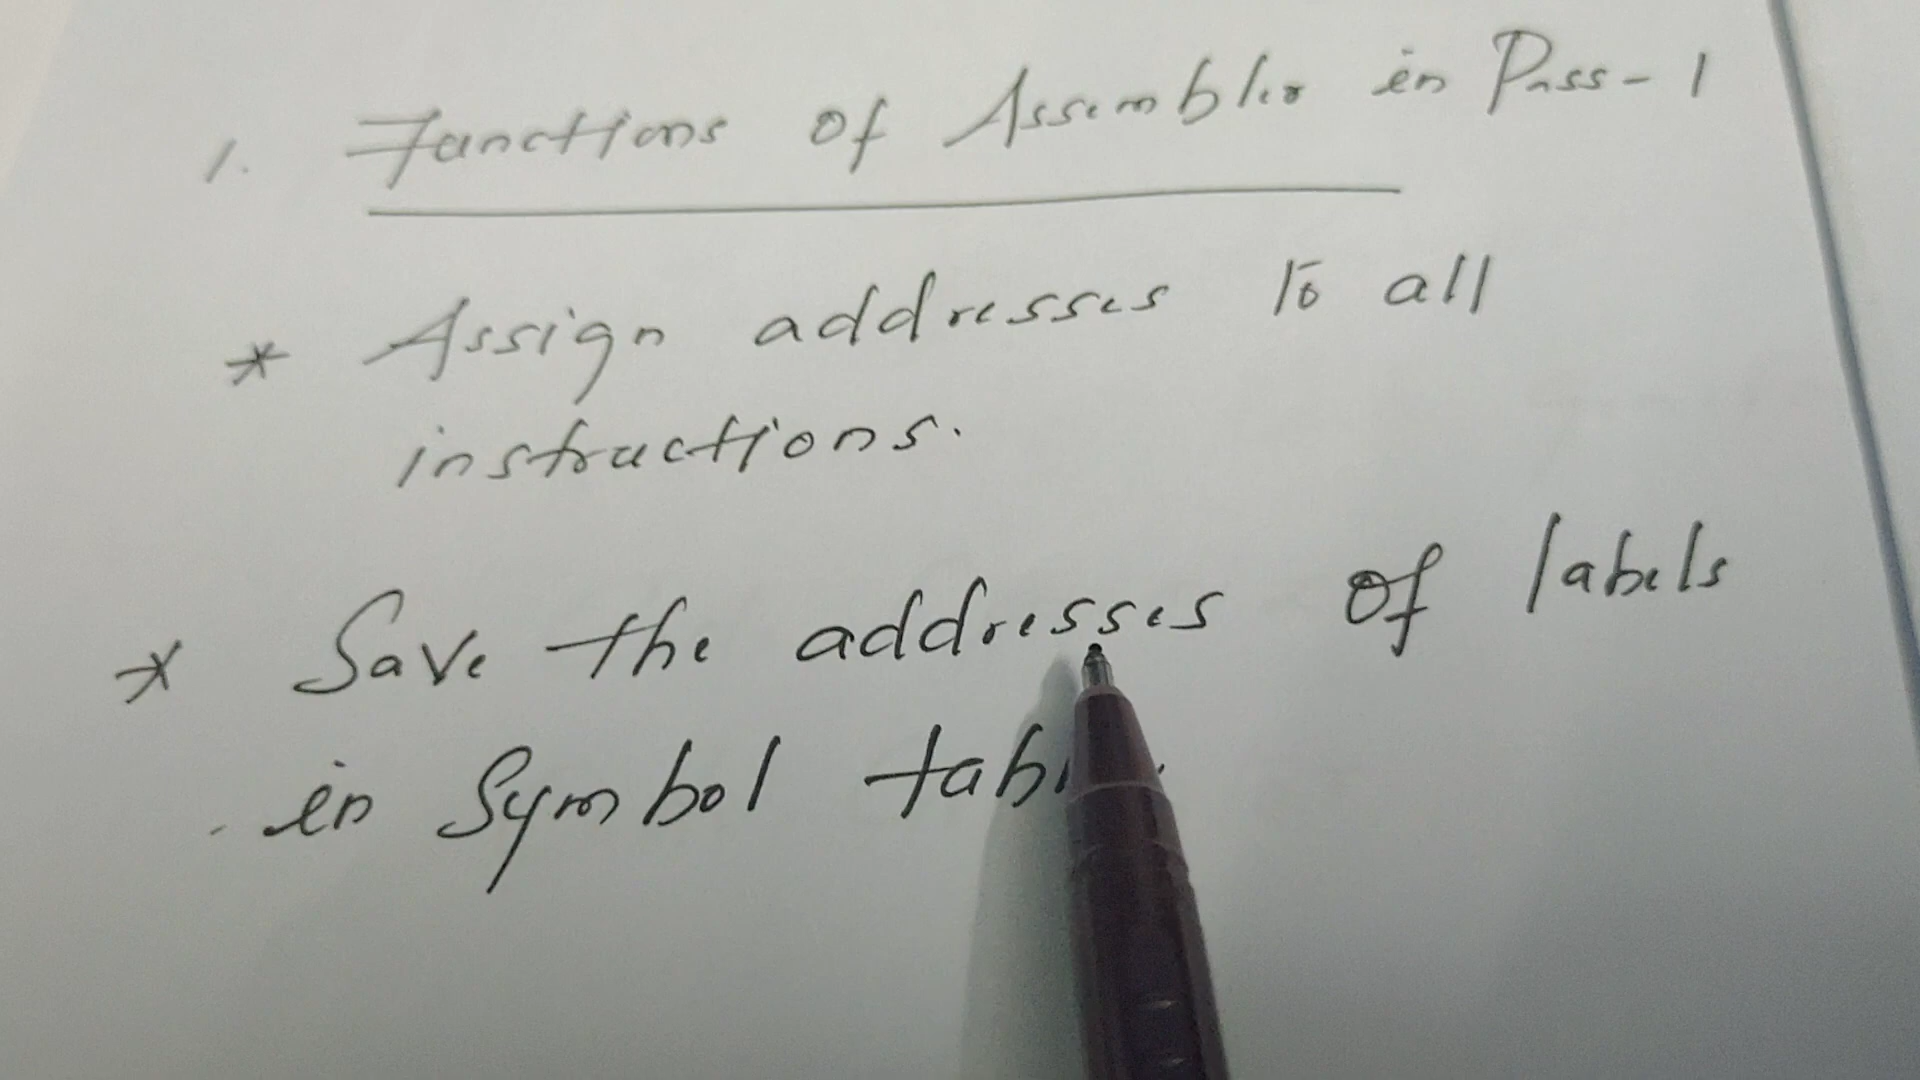 1. Functions of Assembler in Pass-1
* Assign addresses to all
instructions.
* Save the addresses of labels
in Symbol